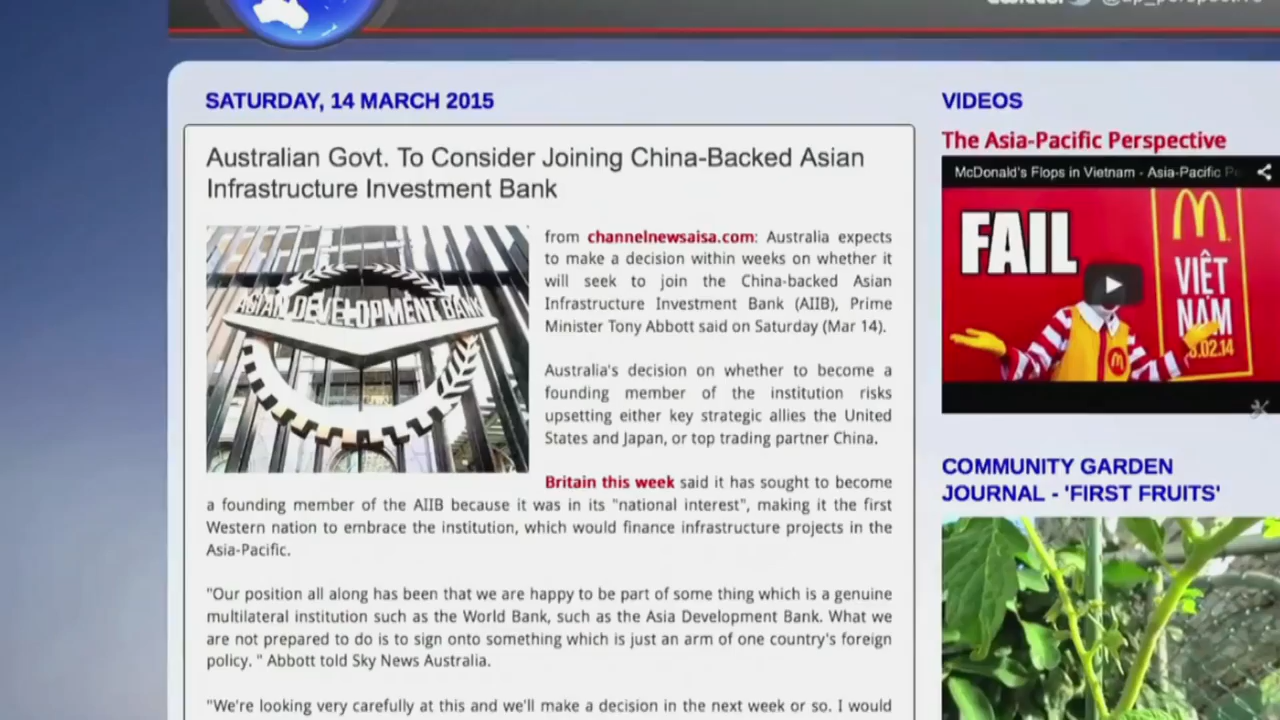 SATURDAY, 14 MARCH 2015
Australian Govt. To Consider Joining China-Backed Asian
Infrastructure Investment Bank
ASIAN DEVELOPMENT BANK
from channelnewsaisa.com: Australia expects
to make a decision within weeks on whether it
will seek to join the China-backed Asian
Infrastructure Investment Bank (AIIB), Prime
Minister Tony Abbott said on Saturday (Mar 14).
Australia's decision on whether to become a
founding member of the institution risks
upsetting either key strategic allies the United
States and Japan, or top trading partner China.
Britain this week said it has sought to become
a founding member of the AIIB because it was in its "national interest", making it the first
Western nation to embrace the institution, which would finance infrastructure projects in the
Asia-Pacific.
"Our position all along has been that we are happy to be part of some thing which is a genuine
multilateral institution such as the World Bank, such as the Asia Development Bank. What we
are not prepared to do is to sign onto something which is just an arm of one country's foreign
policy. " Abbott told Sky News Australia.
"We're looking very carefully at this and we'll make a decision in the next week or so. I would
VIDEOS
The Asia-Pacific Perspective
McDonald's Flops in Vietnam - Asia-Pacific
FAIL
VIỆT
NAM
.02.14
COMMUNITY GARDEN
JOURNAL - 'FIRST FRUITS'